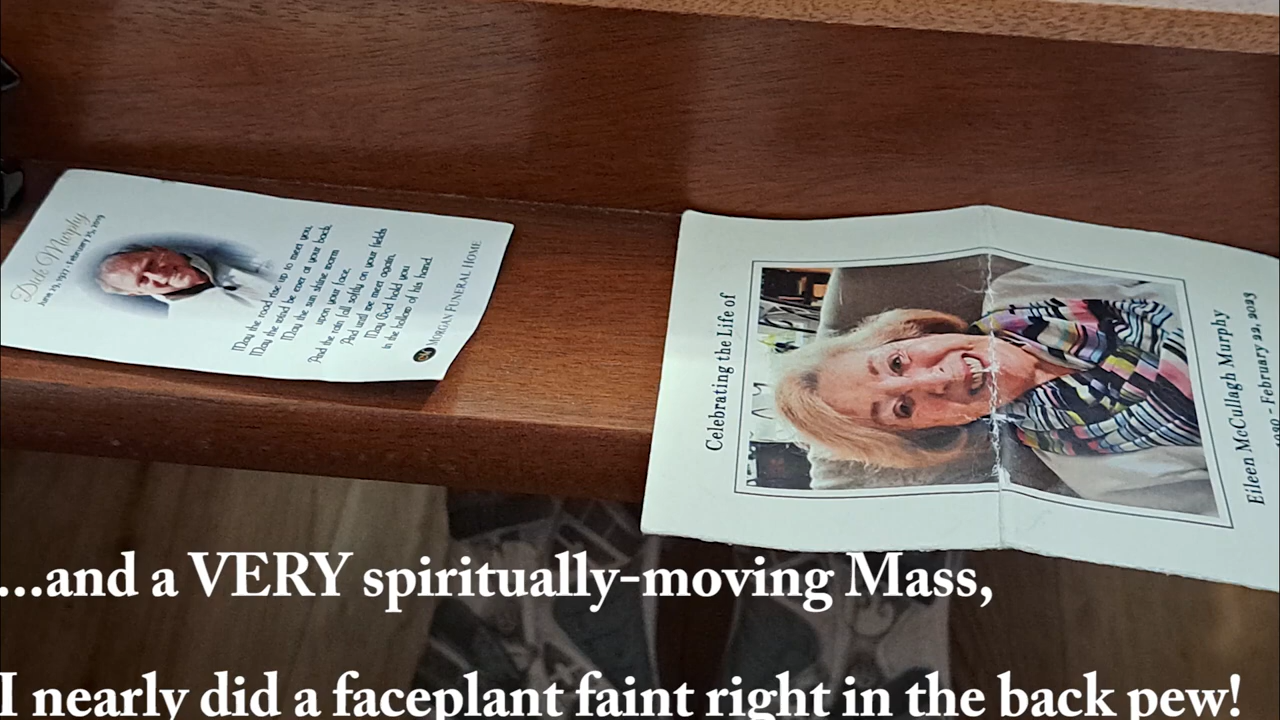 Dick Murphy
May the road rise up to meet you,
May the wind be ever at your back.
May the sun shine warm
upon your face,
And the rain fall softly on your fields
And until we meet again,
May God hold you
in the hollow of his hand.
MORGAN FUNERAL HOME
Celebrating the Life of
Eileen McCullagh Murphy
- February 22, 2023
...and a VERY spiritually-moving Mass,
I nearly did a faceplant faint right in the back pew!